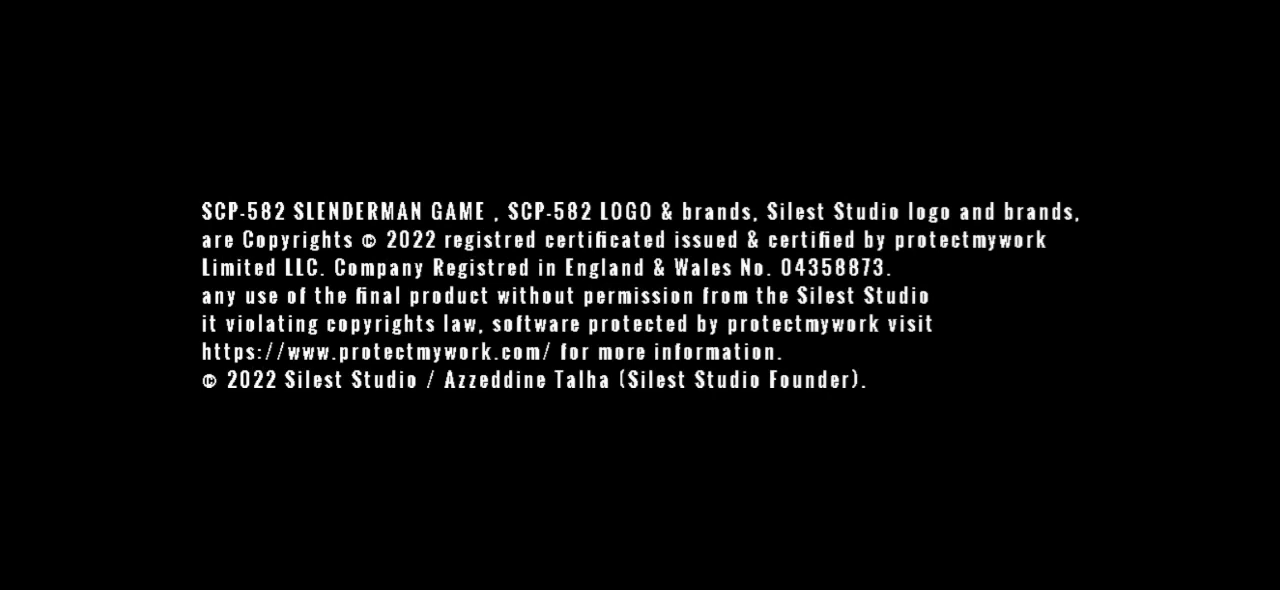 SCP-582 SLENDERMAN GAME , SCP-582 LOGO & brands, Silest Studio logo and brands,
are Copyrights © 2022 registred certificated issued & certified by protectmywork
Limited LLC. Company Registred in England & Wales No. 04358873.
any use of the final product without permission from the Silest Studio
it violating copyrights law, software protected by protectmywork visit
https://www.protectmywork.com/ for more information.
© 2022 Silest Studio / Azzeddine Talha (Silest Studio Founder).